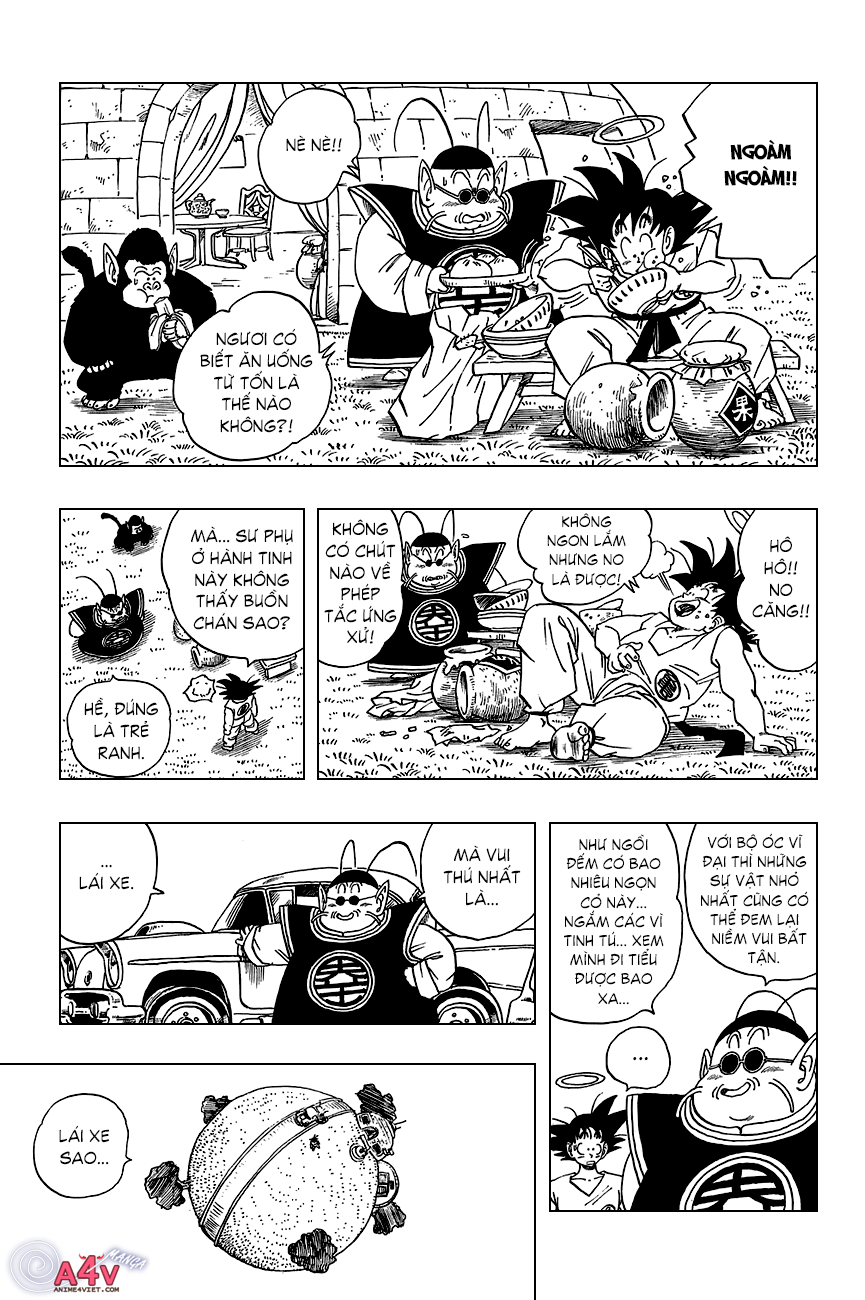 NGOÀM
NGOÀM!!
NÈ NÈ!!
NGƯƠI CÓ
BIẾT ĂN UỐNG
TỪ TỐN LÀ
THẾ NÀO
KHÔNG?!
果
HÔ
HÔ!!
NO
CĂNG!!
KHÔNG
NGON LẮM
NHƯNG NO
LÀ ĐƯỢC!
KHÔNG
CÓ CHÚT
NÀO VỀ
PHÉP
TẮC ỨNG
XỬ!
MÀ... SƯ PHỤ
Ở HÀNH TINH
NÀY KHÔNG
THẤY BUỒN
CHÁN SAO?
HỀ, ĐÚNG
LÀ TRẺ
RANH.
VỚI BỘ ÓC VĨ
ĐẠI THÌ NHỮNG
SỰ VẬT NHỎ
NHẤT CŨNG CÓ
THỂ ĐEM LẠI
NIỀM VUI BẤT
TẬN.
NHƯ NGỒI
ĐẾM CÓ BAO
NHIÊU NGỌN
CỎ NÀY...
NGẮM CÁC VÌ
TINH TÚ... XEM
MÌNH ĐI TIỂU
ĐƯỢC BAO
XA...
...
MÀ VUI
THÚ NHẤT
LÀ...
...
LÁI XE.
LÁI XE
SAO...
A4V MANGA
ANIME4VIET.COM